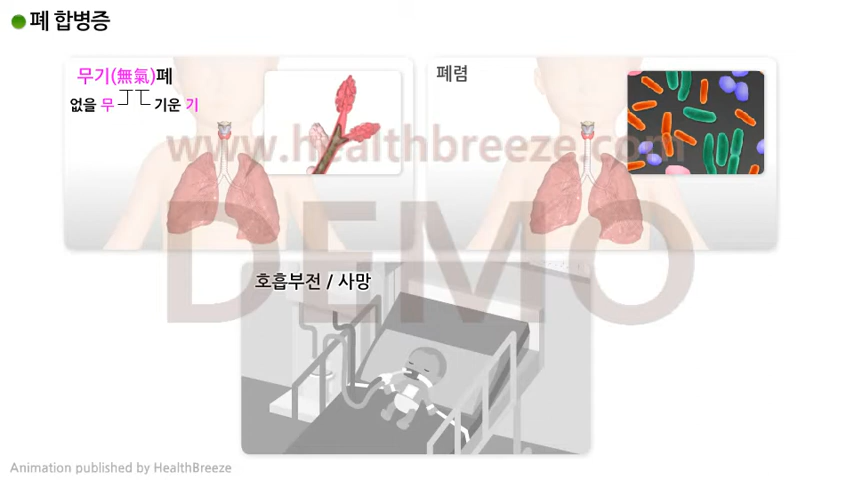 폐 합병증
무기(無氣)폐
없을 무 기운 기
폐렴
www.healthbreeze.com
DEMO
호흡부전 / 사망
Animation published by HealthBreeze